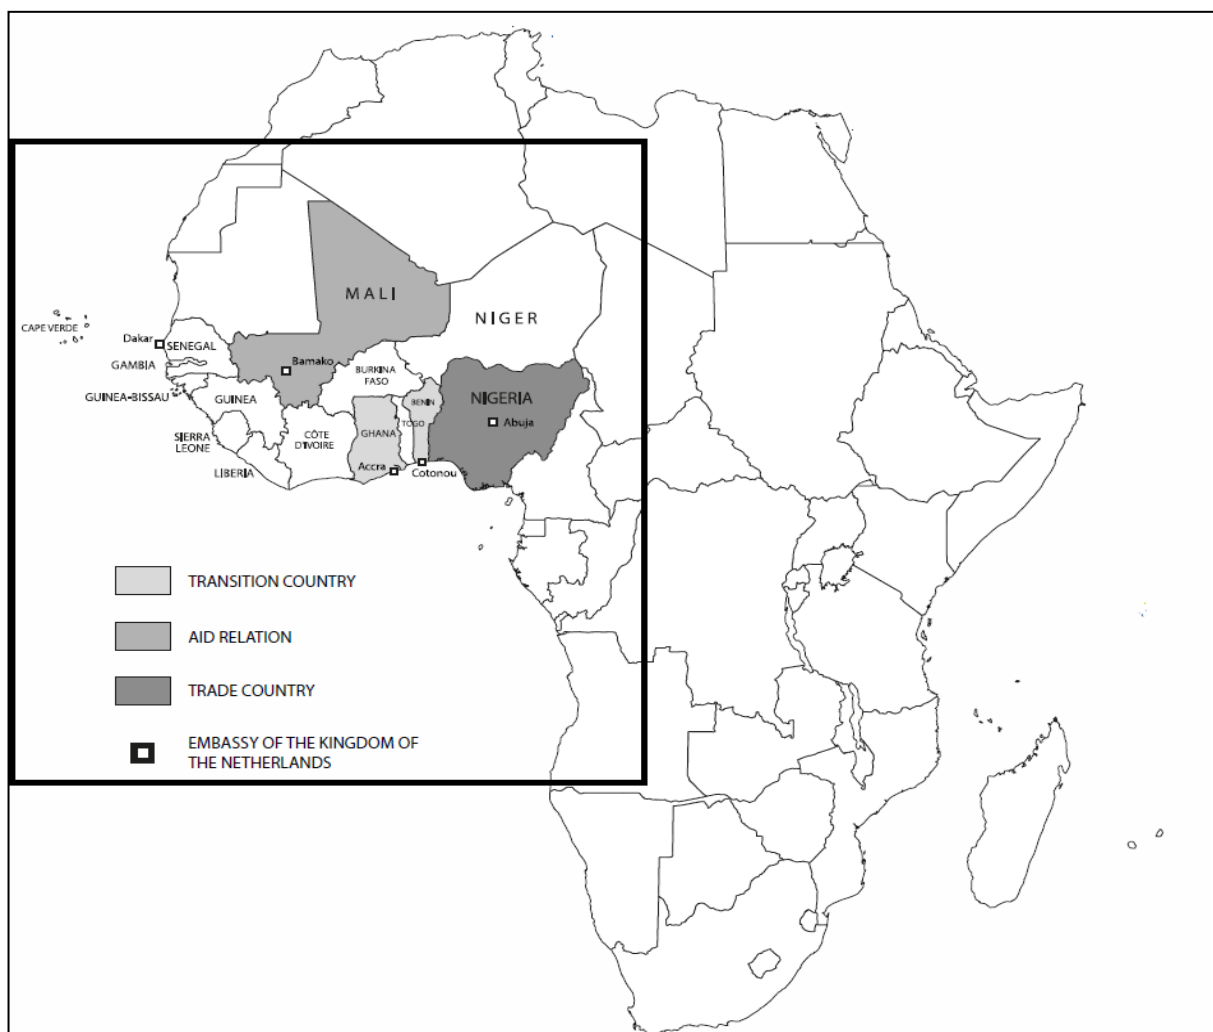 MALI
NIGER
CAPE VERDE
Dakar
SENEGAL
GAMBIA
Bamako
BURKINA
FASO
GUINEA-BISSAU
GUINEA
NIGERIA
BENIN
Abuja
TOGO
GHANA
CÔTE
D'IVOIRE
SIERRA
LEONE
LIBERIA
Accra
Cotonou
TRANSITION COUNTRY
AID RELATION
TRADE COUNTRY
EMBASSY OF THE KINGDOM OF
THE NETHERLANDS